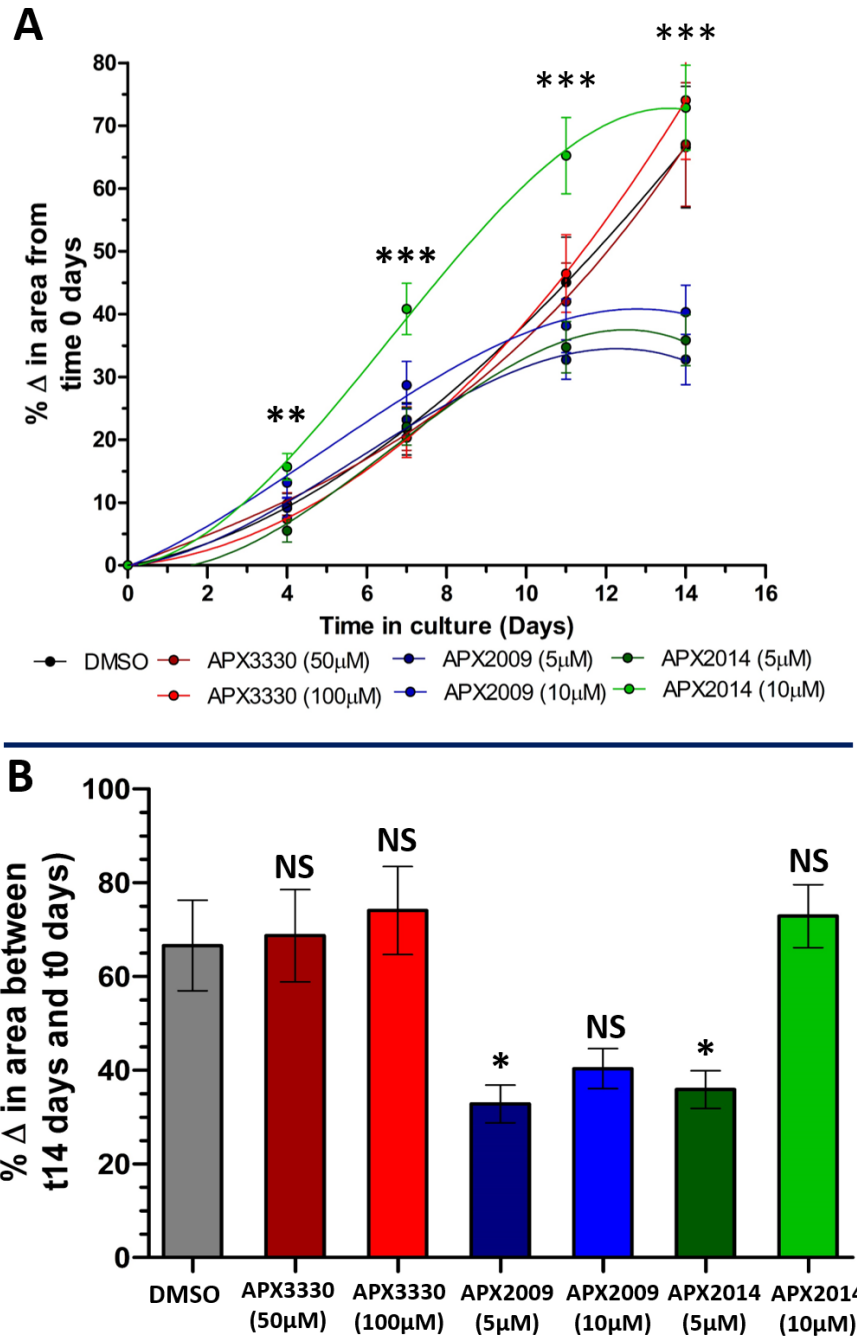 A
***
***
***
**
80
70
60
50
40
30
20
10
0
% Δ in area from
time 0 days
0 2 4 6 8 10 12 14 16
Time in culture (Days)
DMSO APX3330 (50μM) APX2009 (5μM) APX2014 (5μM)
APX3330 (100μM) APX2009 (10μM) APX2014 (10μM)
B
100
80
60
40
20
0
% Δ in area between
t14 days and t0 days)
NS NS * NS * NS
DMSO APX3330 APX3330 APX2009 APX2009 APX2014 APX2014
(50μM) (100μM) (5μM) (10μM) (5μM) (10μM)